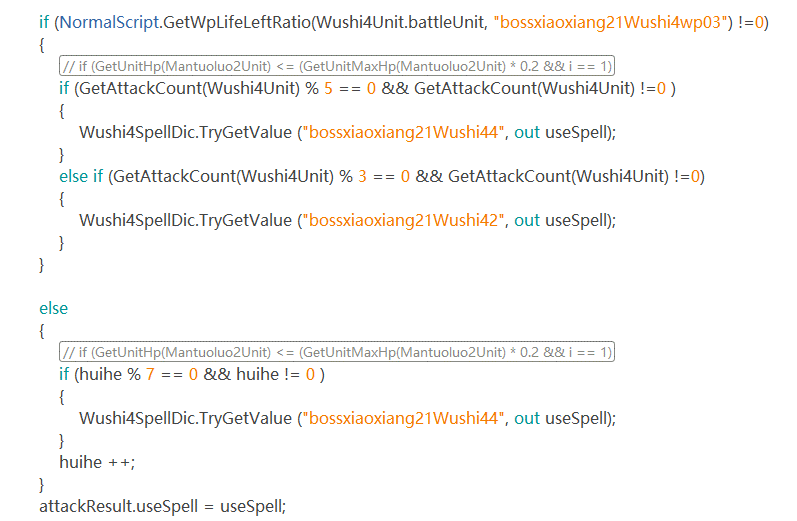 if (NormalScript.GetWpLifeLeftRatio(Wushi4Unit.battleUnit, "bossxiaoxiang21Wushi4wp03") !=0)
{
// if (GetUnitHp(Mantuoluo2Unit) <= (GetUnitMaxHp(Mantuoluo2Unit) * 0.2 && i == 1)
if (GetAttackCount(Wushi4Unit) % 5 == 0 && GetAttackCount(Wushi4Unit) !=0 )
{
Wushi4SpellDic.TryGetValue ("bossxiaoxiang21Wushi44", out useSpell);
}
else if (GetAttackCount(Wushi4Unit) % 3 == 0 && GetAttackCount(Wushi4Unit) !=0)
{
Wushi4SpellDic.TryGetValue ("bossxiaoxiang21Wushi42", out useSpell);
}
}
else
{
// if (GetUnitHp(Mantuoluo2Unit) <= (GetUnitMaxHp(Mantuoluo2Unit) * 0.2 && i == 1)
if (huihe % 7 == 0 && huihe != 0 )
{
Wushi4SpellDic.TryGetValue ("bossxiaoxiang21Wushi44", out useSpell);
}
huihe ++;
}
attackResult.useSpell = useSpell;